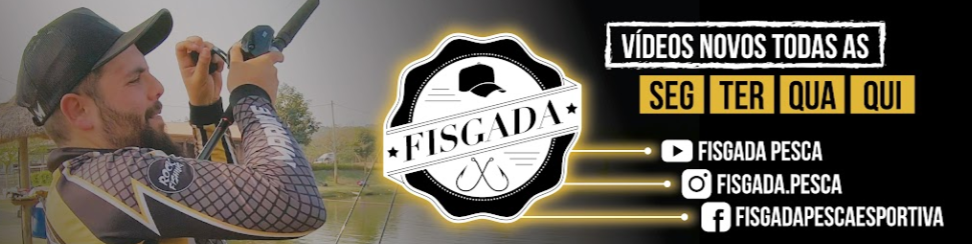 VÍDEOS NOVOS TODAS AS
SEG TER QUA QUI
FISGADA
FISGADA PESCA
FISGADA.PESCA
FISGADAPESCAESPORTIVA